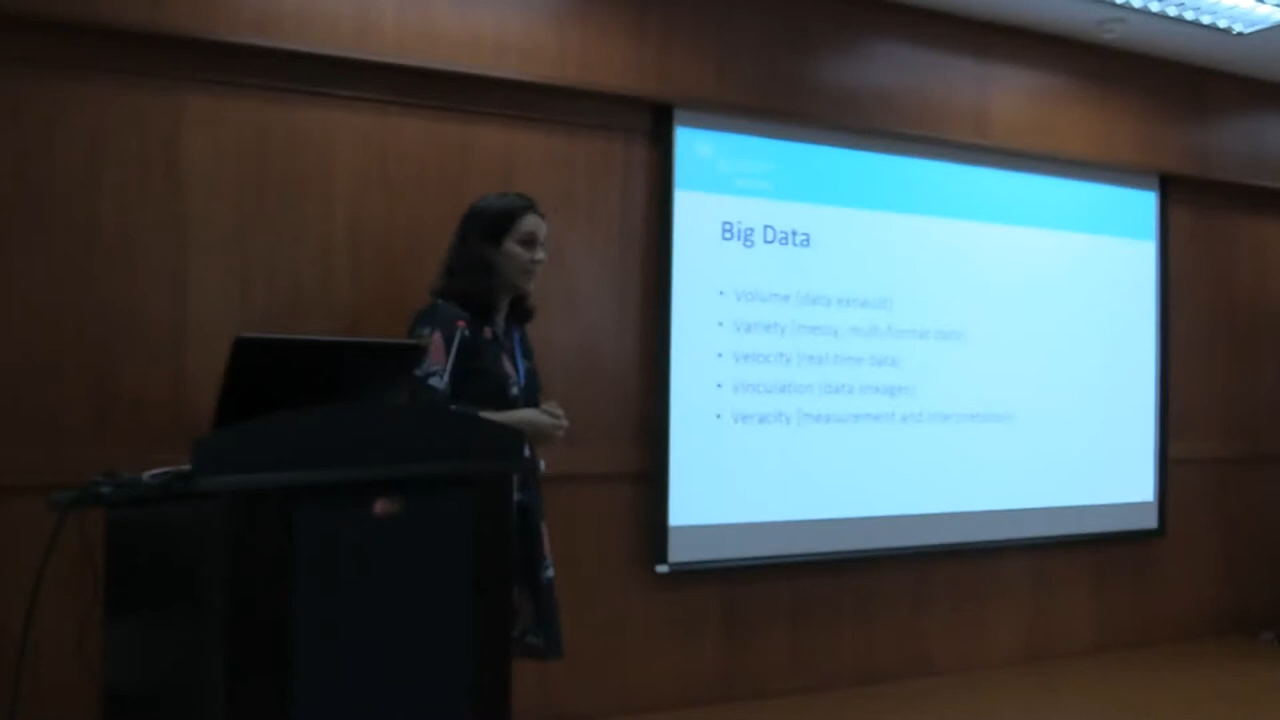 Big Data
• Volume (data exhaust)
• Variety (messy, multi-format data)
• Velocity (real-time data)
• Vinculation (data linkages)
• Veracity (measurement and interpretation)